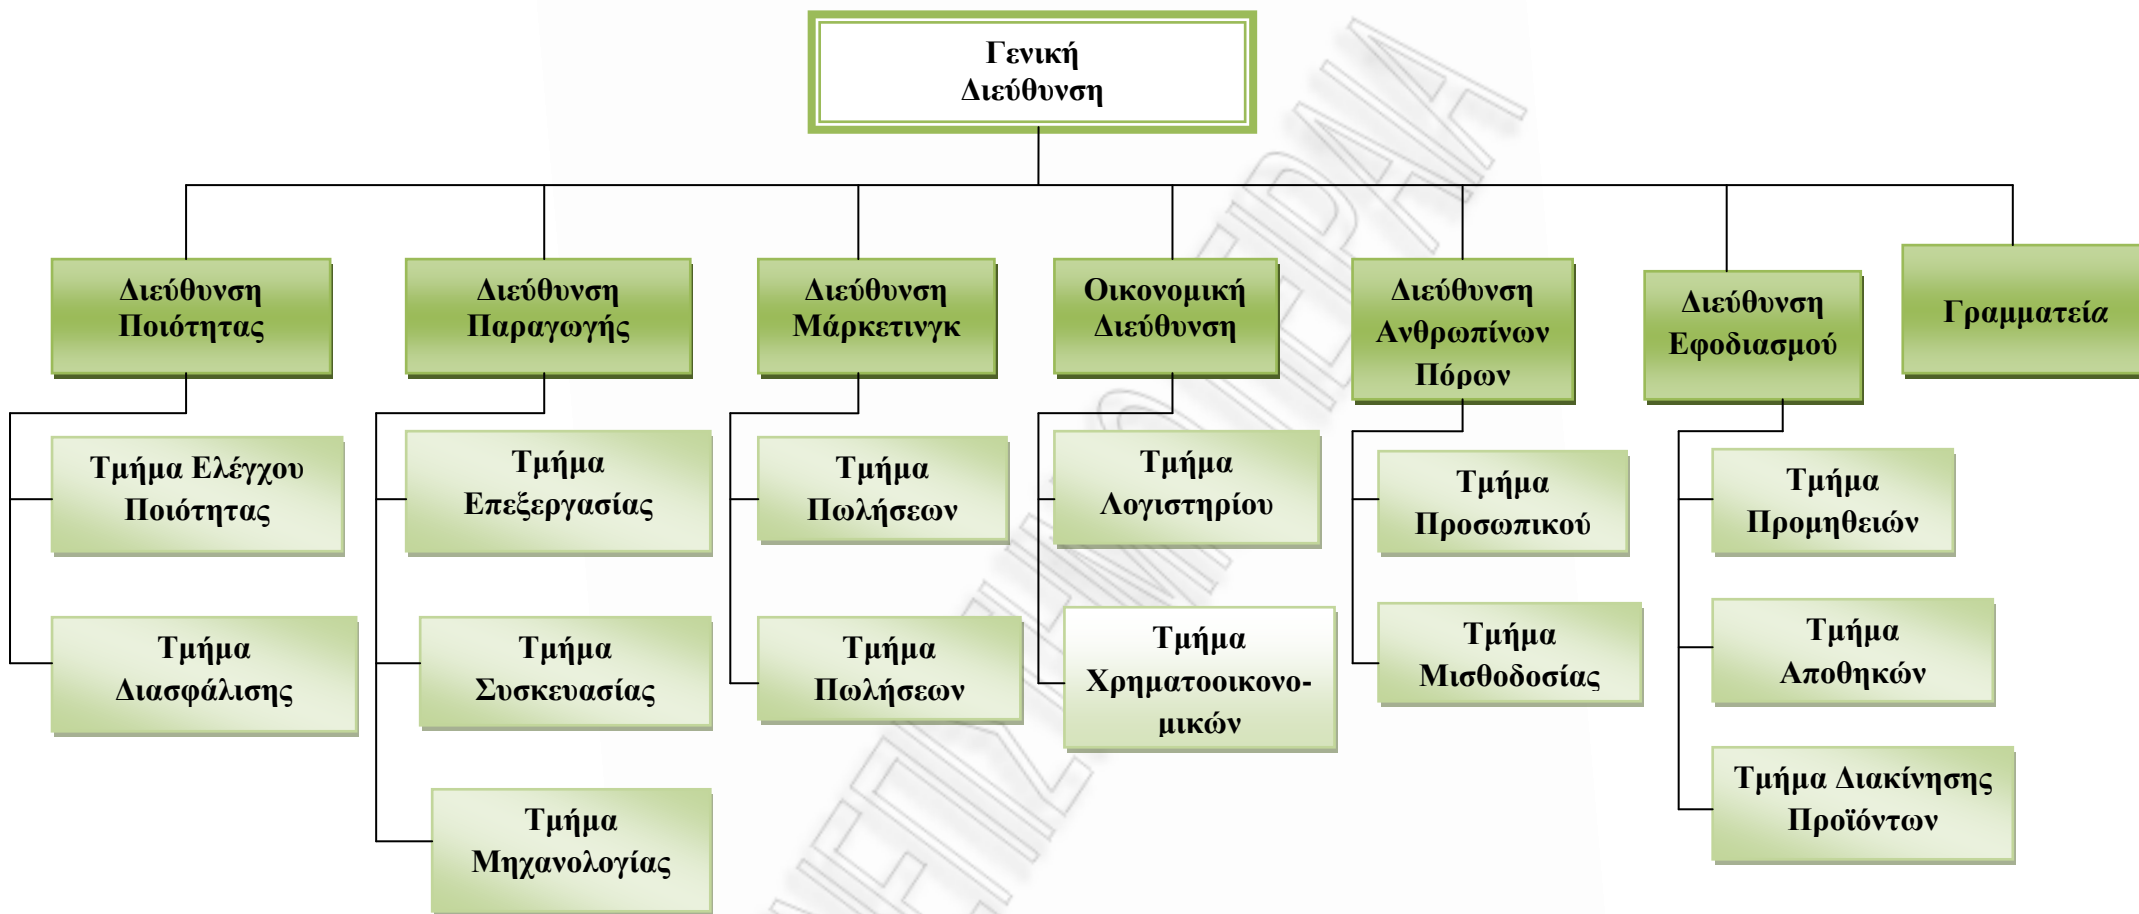 Γενική
Διεύθυνση
Διεύθυνση
Ποιότητας
Διεύθυνση
Παραγωγής
Διεύθυνση
Μάρκετινγκ
Οικονομική
Διεύθυνση
Διεύθυνση
Ανθρωπίνων
Πόρων
Διεύθυνση
Εφοδιασμού
Γραμματεία
Τμήμα Ελέγχου
Ποιότητας
Τμήμα
Επεξεργασίας
Τμήμα
Πωλήσεων
Τμήμα
Λογιστηρίου
Τμήμα
Προσωπικού
Τμήμα
Προμηθειών
Τμήμα
Διασφάλισης
Τμήμα
Συσκευασίας
Τμήμα
Πωλήσεων
Τμήμα
Χρηματοοικονο-
μικών
Τμήμα
Μισθοδοσίας
Τμήμα
Αποθηκών
Τμήμα
Μηχανολογίας
Τμήμα Διακίνησης
Προϊόντων